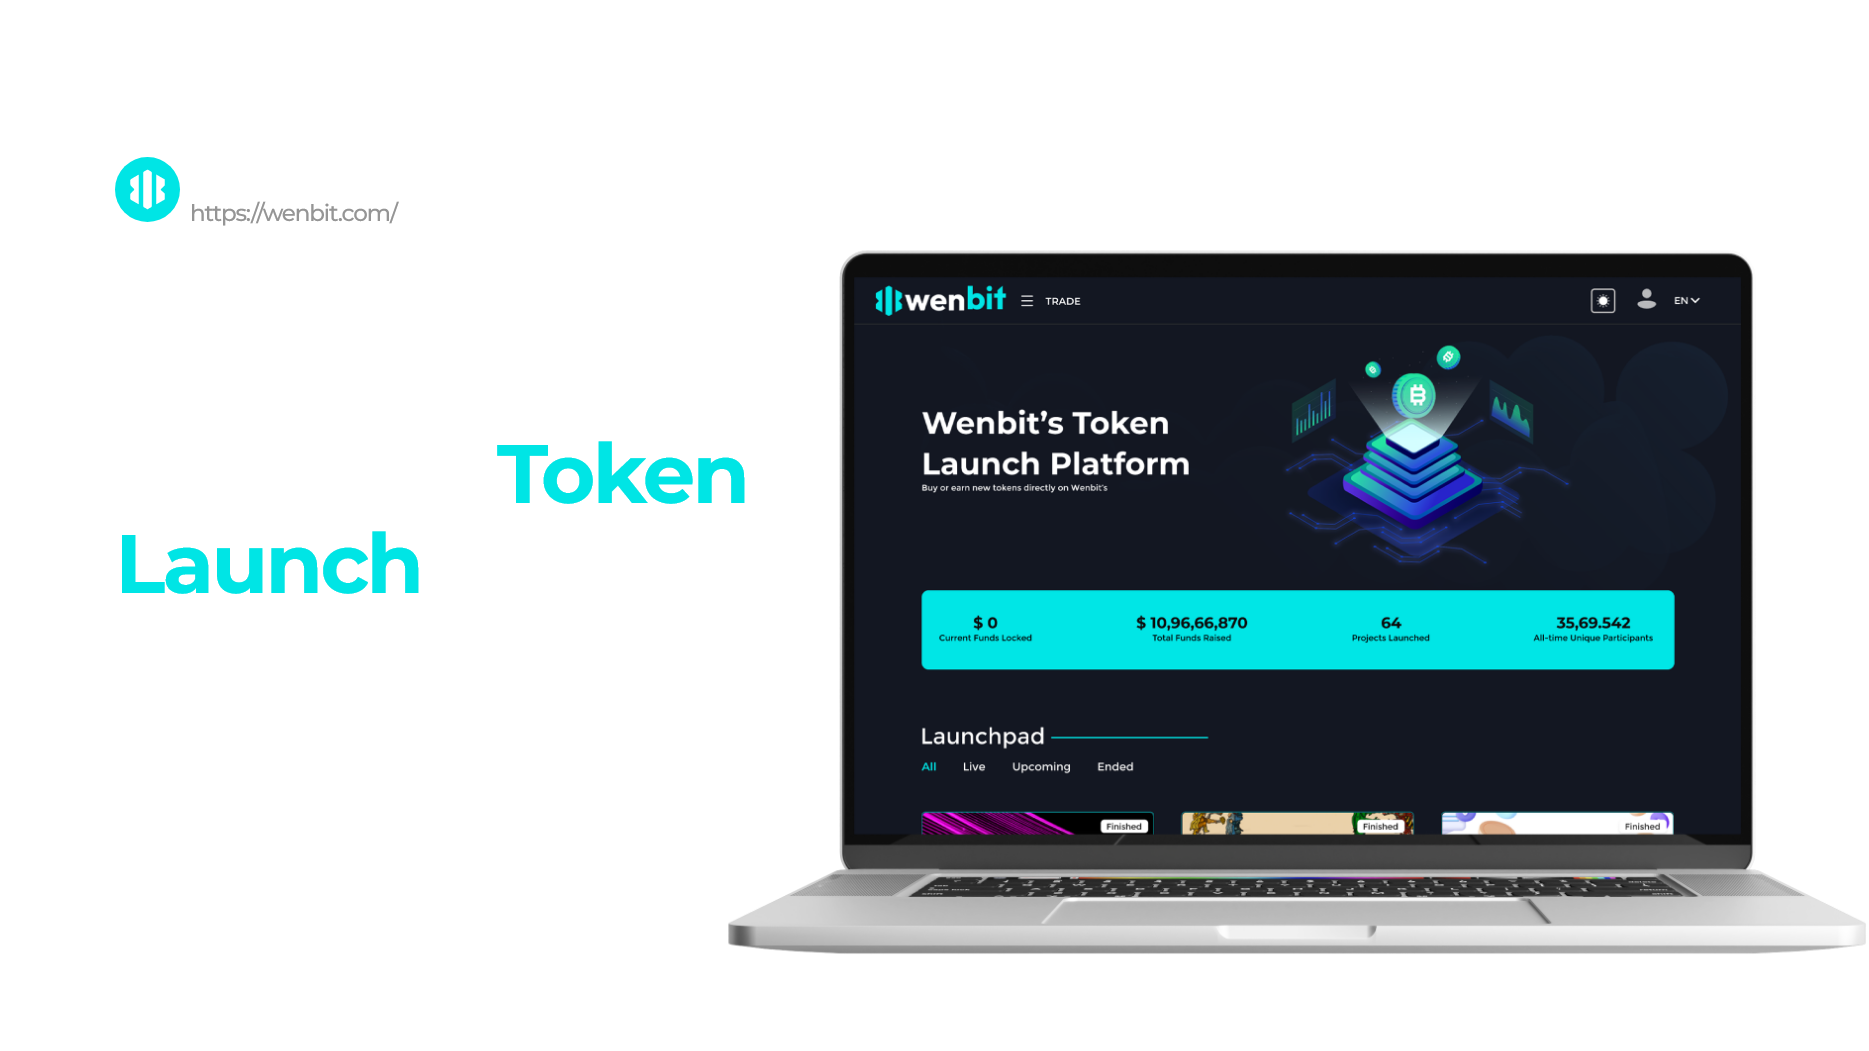 https://wenbit.com/
Token
Launch
wenbit
TRADE
EN
Wenbit’s Token
Launch Platform
Buy or earn new tokens directly on Wenbit's
$ 0
Current Funds Locked
$ 10,96,66,870
Total Funds Raised
64
Projects Launched
35,69.542
All-time Unique Participants
Launchpad
All Live Upcoming Ended
Finished
Finished
Finished